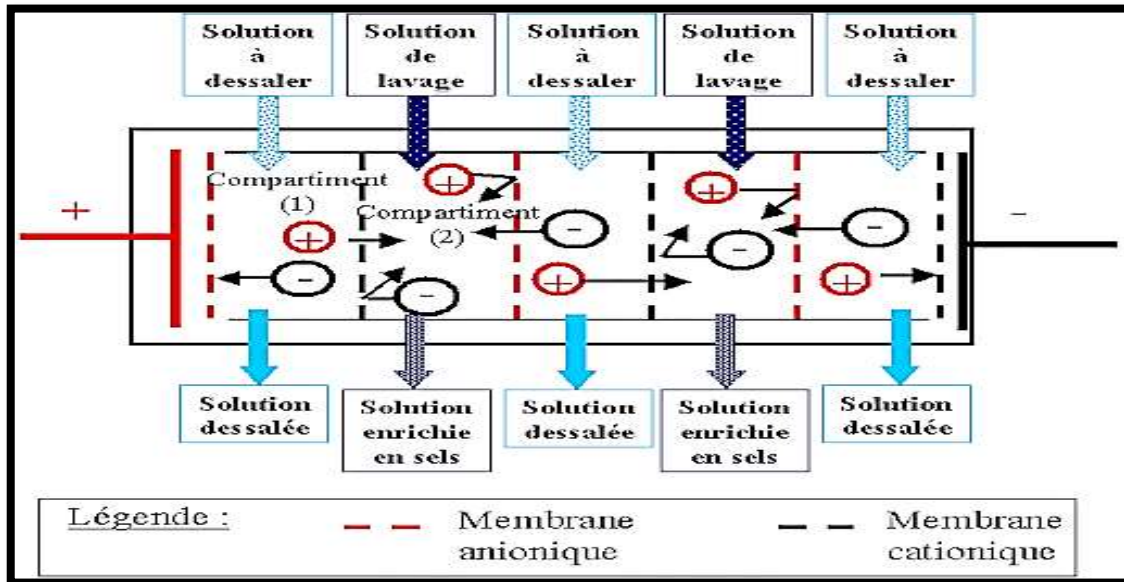 Solution
à
dessaler
Solution
de
lavage
Solution
à
dessaler
Solution
de
lavage
Solution
à
dessaler
+
-
Compartiment
(1)
+
-
+
Compartiment
(2)
-
-
+
+
-
-
+
Solution
dessalée
Solution
enrichie
en sels
Solution
dessalée
Solution
enrichie
en sels
Solution
dessalée
Légende :
Membrane
anionique
Membrane
cationique